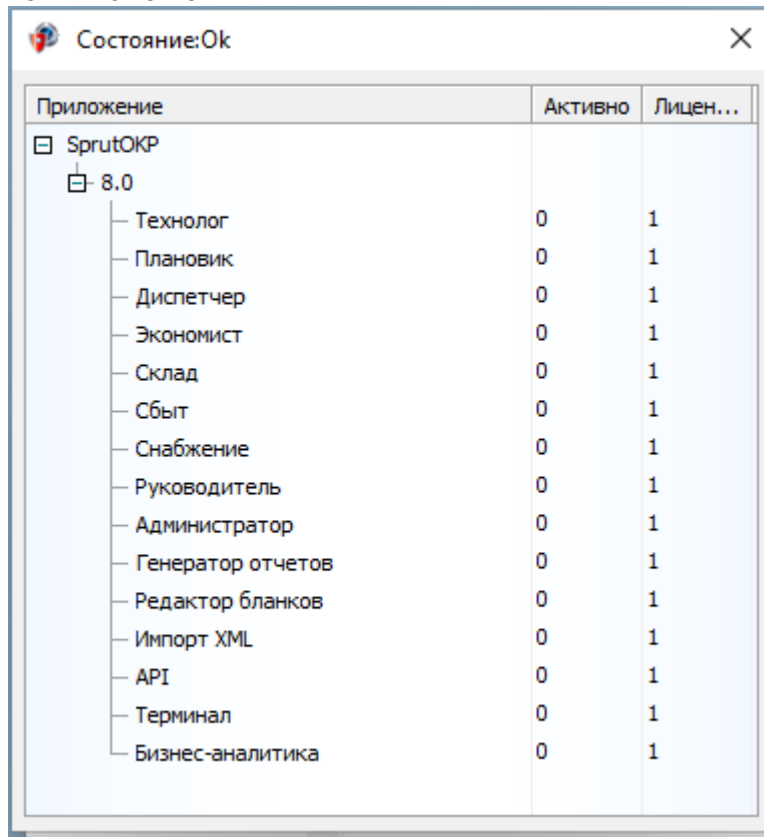 Состояние:Ok
Приложение Активно Лицен...
SprutOKP
8.0
Технолог 0 1
Плановик 0 1
Диспетчер 0 1
Экономист 0 1
Склад 0 1
Сбыт 0 1
Снабжение 0 1
Руководитель 0 1
Администратор 0 1
Генератор отчетов 0 1
Редактор бланков 0 1
Импорт XML 0 1
API 0 1
Терминал 0 1
Бизнес-аналитика 0 1